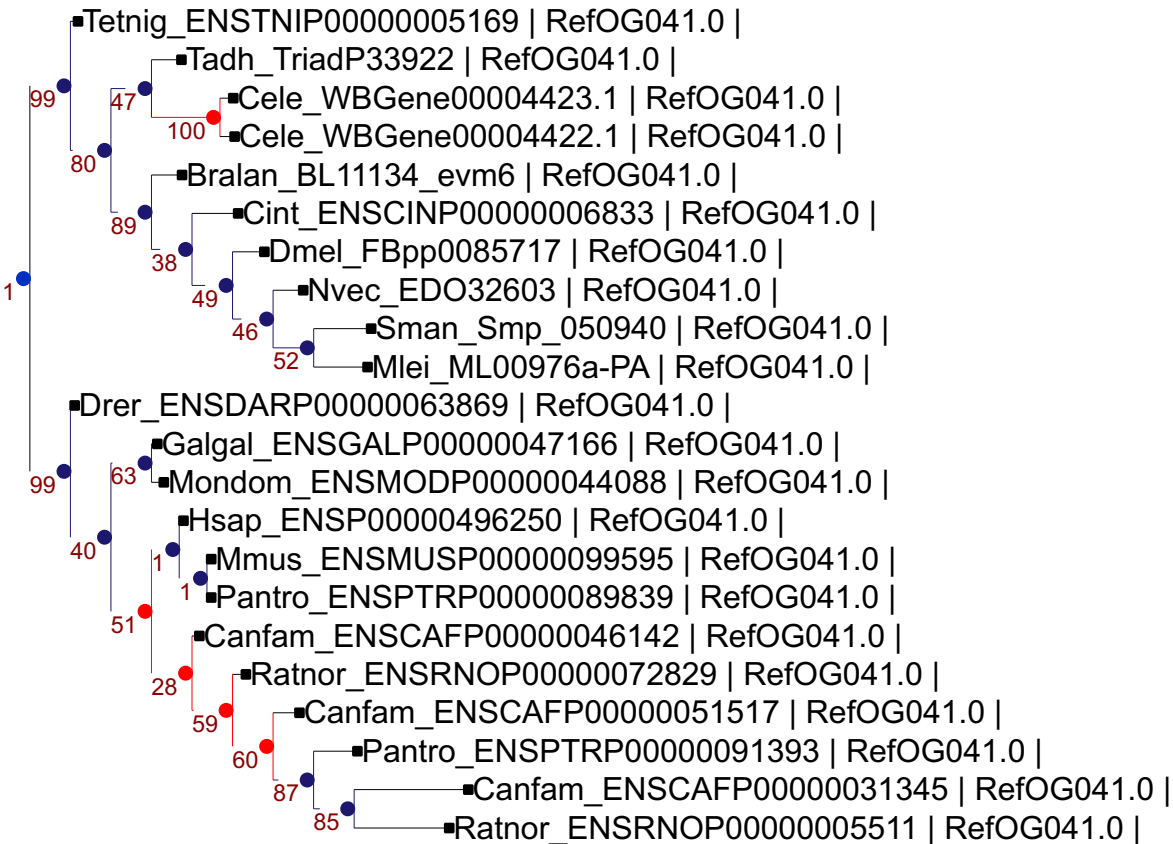 Tetnig_ENSTNIP00000005169 | RefOG041.0 |
99
Tadh_TriadP33922 | RefOG041.0 |
47
Cele_WBGene00004423.1 | RefOG041.0 |
100
Cele_WBGene00004422.1 | RefOG041.0 |
80
Bralan_BL11134_evm6 | RefOG041.0 |
89
Cint_ENSCINP00000006833 | RefOG041.0 |
38
Dmel_FBpp0085717 | RefOG041.0 |
1
49
Nvec_EDO32603 | RefOG041.0 |
46
Sman_Smp_050940 | RefOG041.0 |
52
Mlei_ML00976a-PA | RefOG041.0 |
Drer_ENSDARP00000063869 | RefOG041.0 |
99
Galgal_ENSGALP00000047166 | RefOG041.0 |
63
Mondom_ENSMODP00000044088 | RefOG041.0 |
40
Hsap_ENSP00000496250 | RefOG041.0 |
1
Mmus_ENSMUSP00000099595 | RefOG041.0 |
1
Pantro_ENSPTRP00000089839 | RefOG041.0 |
51
Canfam_ENSCAFP00000046142 | RefOG041.0 |
28
Ratnor_ENSRNOP00000072829 | RefOG041.0 |
59
Canfam_ENSCAFP00000051517 | RefOG041.0 |
60
Pantro_ENSPTRP00000091393 | RefOG041.0 |
87
Canfam_ENSCAFP00000031345 | RefOG041.0 |
85
Ratnor_ENSRNOP00000005511 | RefOG041.0 |